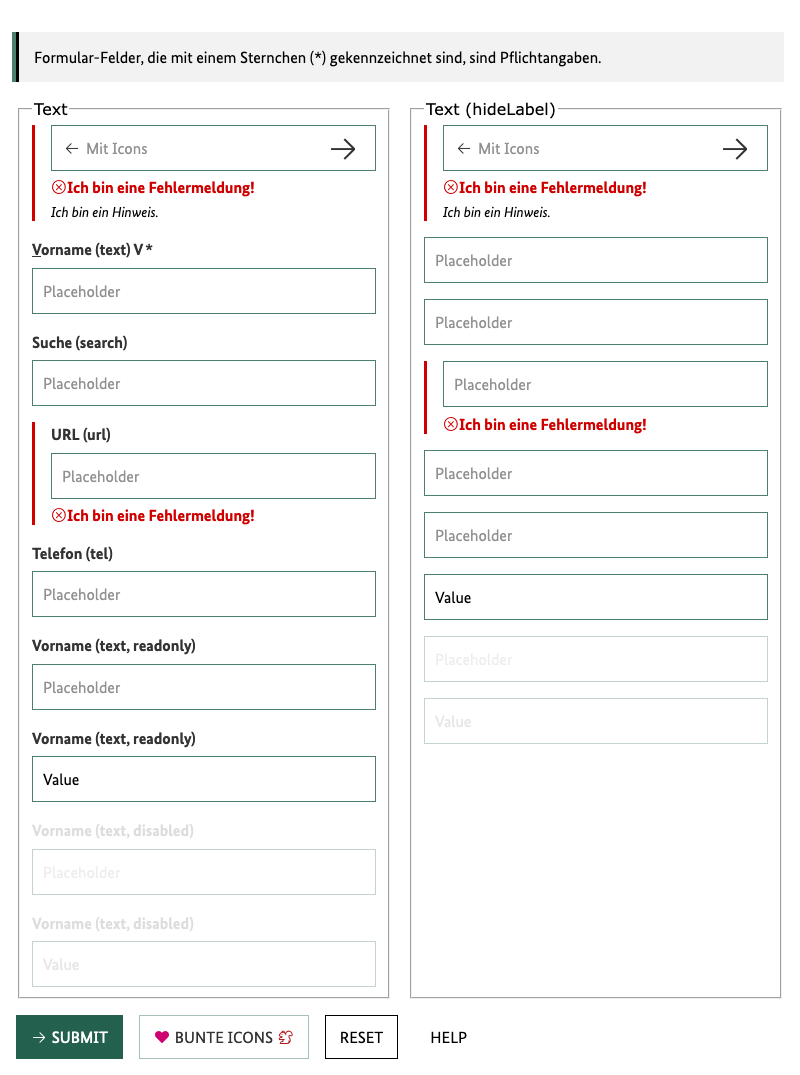 Formular-Felder, die mit einem Sternchen (*) gekennzeichnet sind, sind Pflichtangaben.
Text
Mit Icons
Ich bin eine Fehlermeldung!
Ich bin ein Hinweis.
Vorname (text) V *
Placeholder
Suche (search)
Placeholder
URL (url)
Placeholder
Ich bin eine Fehlermeldung!
Telefon (tel)
Placeholder
Vorname (text, readonly)
Placeholder
Vorname (text, readonly)
Value
Vorname (text, disabled)
Placeholder
Vorname (text, disabled)
Value
Text (hideLabel)
Mit Icons
Ich bin eine Fehlermeldung!
Ich bin ein Hinweis.
Placeholder
Placeholder
Placeholder
Ich bin eine Fehlermeldung!
Placeholder
Placeholder
Value
Placeholder
Value
SUBMIT
BUNTE ICONS
RESET
HELP